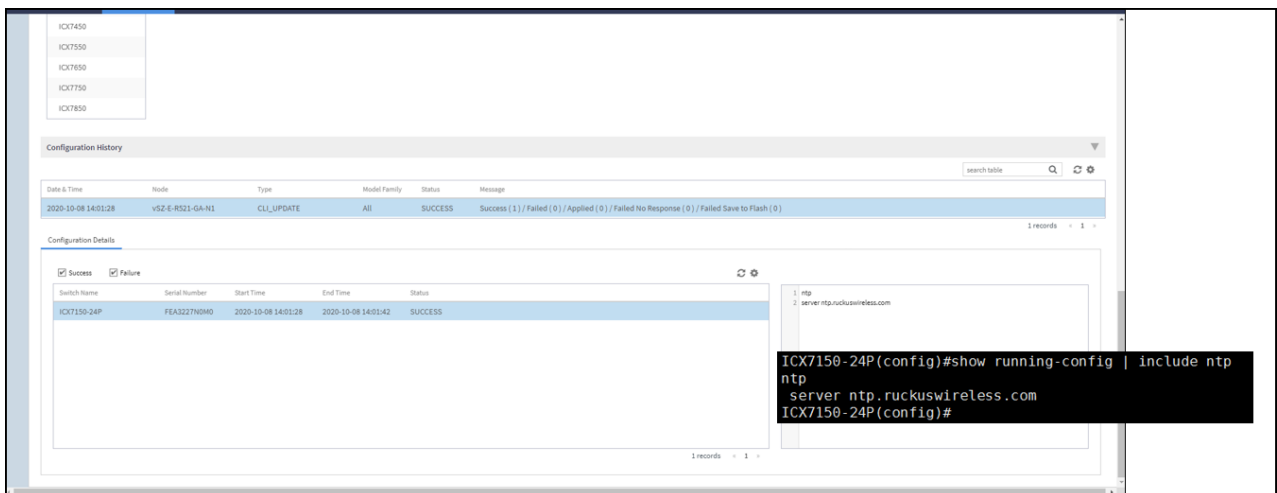 ICX7450
ICX7550
ICX7650
ICX7750
ICX7850
Configuration History
search table
Date & Time Node Type Model Family Status Message
2020-10-08 14:01:28 vSZ-E-R521-GA-N1 CLI_UPDATE All SUCCESS Success ( 1 ) / Failed ( 0 ) / Applied ( 0 ) / Failed No Response ( 0 ) / Failed Save to Flash ( 0 )
1 records « 1 »
Configuration Details
Success Failure
Switch Name Serial Number Start Time End Time Status
ICX7150-24P FEA3227N0M0 2020-10-08 14:01:28 2020-10-08 14:01:42 SUCCESS
1 records « 1 »
1 ntp
2 server ntp.ruckuswireless.com
ICX7150-24P(config)#show running-config | include ntp
ntp
server ntp.ruckuswireless.com
ICX7150-24P(config)#